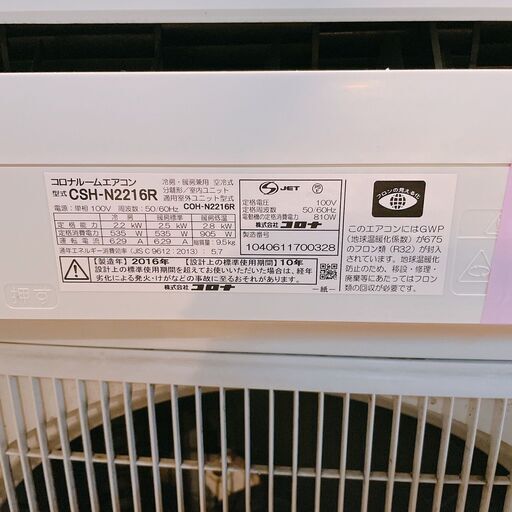 コロナルームエアコン
型式 CSH-N2216R
冷房・暖房兼用 空冷式
分離形/室内ユニット
適用室外ユニット型式
COH-N2216R
電源:単相 100V 周波数:50/60Hz
冷房 暖房標準 暖房低温
定格能力 2.2 kW 2.5 kW 2.8 kW
定格消費電力 535 W 535 W 905 W
運転電流 6.29 A 6.29 A 総質量:9.5kg
通年エネルギー消費効率 (JIS C 9612:2013):5.7
【製造年】2016年 【設計上の標準使用期間】10年
設計上の標準使用期間を超えてお使いいただいた場合は、経年
劣化による発火・けがなどの事故に至るおそれがあります。
株式会社 コロナ
JET
定格電圧 100V
定格周波数 50/60Hz
電動機の定格消費電力 810W
株式会社 コロナ
製造番号
1040611700328
一紙一
フロンの見える化
このエアコンにはGWP
(地球温暖化係数) が675
のフロン類 (R32) が封入
されています。地球温暖化
防止のため、移設・修理・
廃棄等にあたってはフロン
類の回収が必要です。
押す